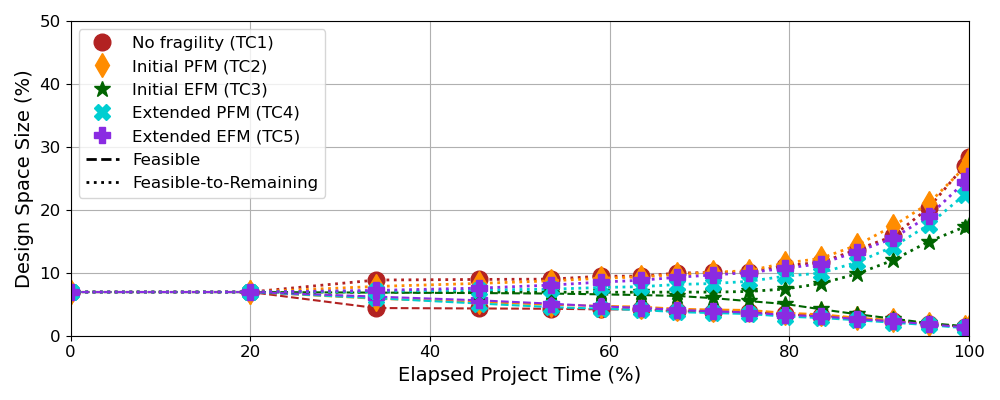 50
40
30
20
10
0
Design Space Size (%)
No fragility (TC1)
Initial PFM (TC2)
Initial EFM (TC3)
Extended PFM (TC4)
Extended EFM (TC5)
Feasible
Feasible-to-Remaining
0 20 40 60 80 100
Elapsed Project Time (%)